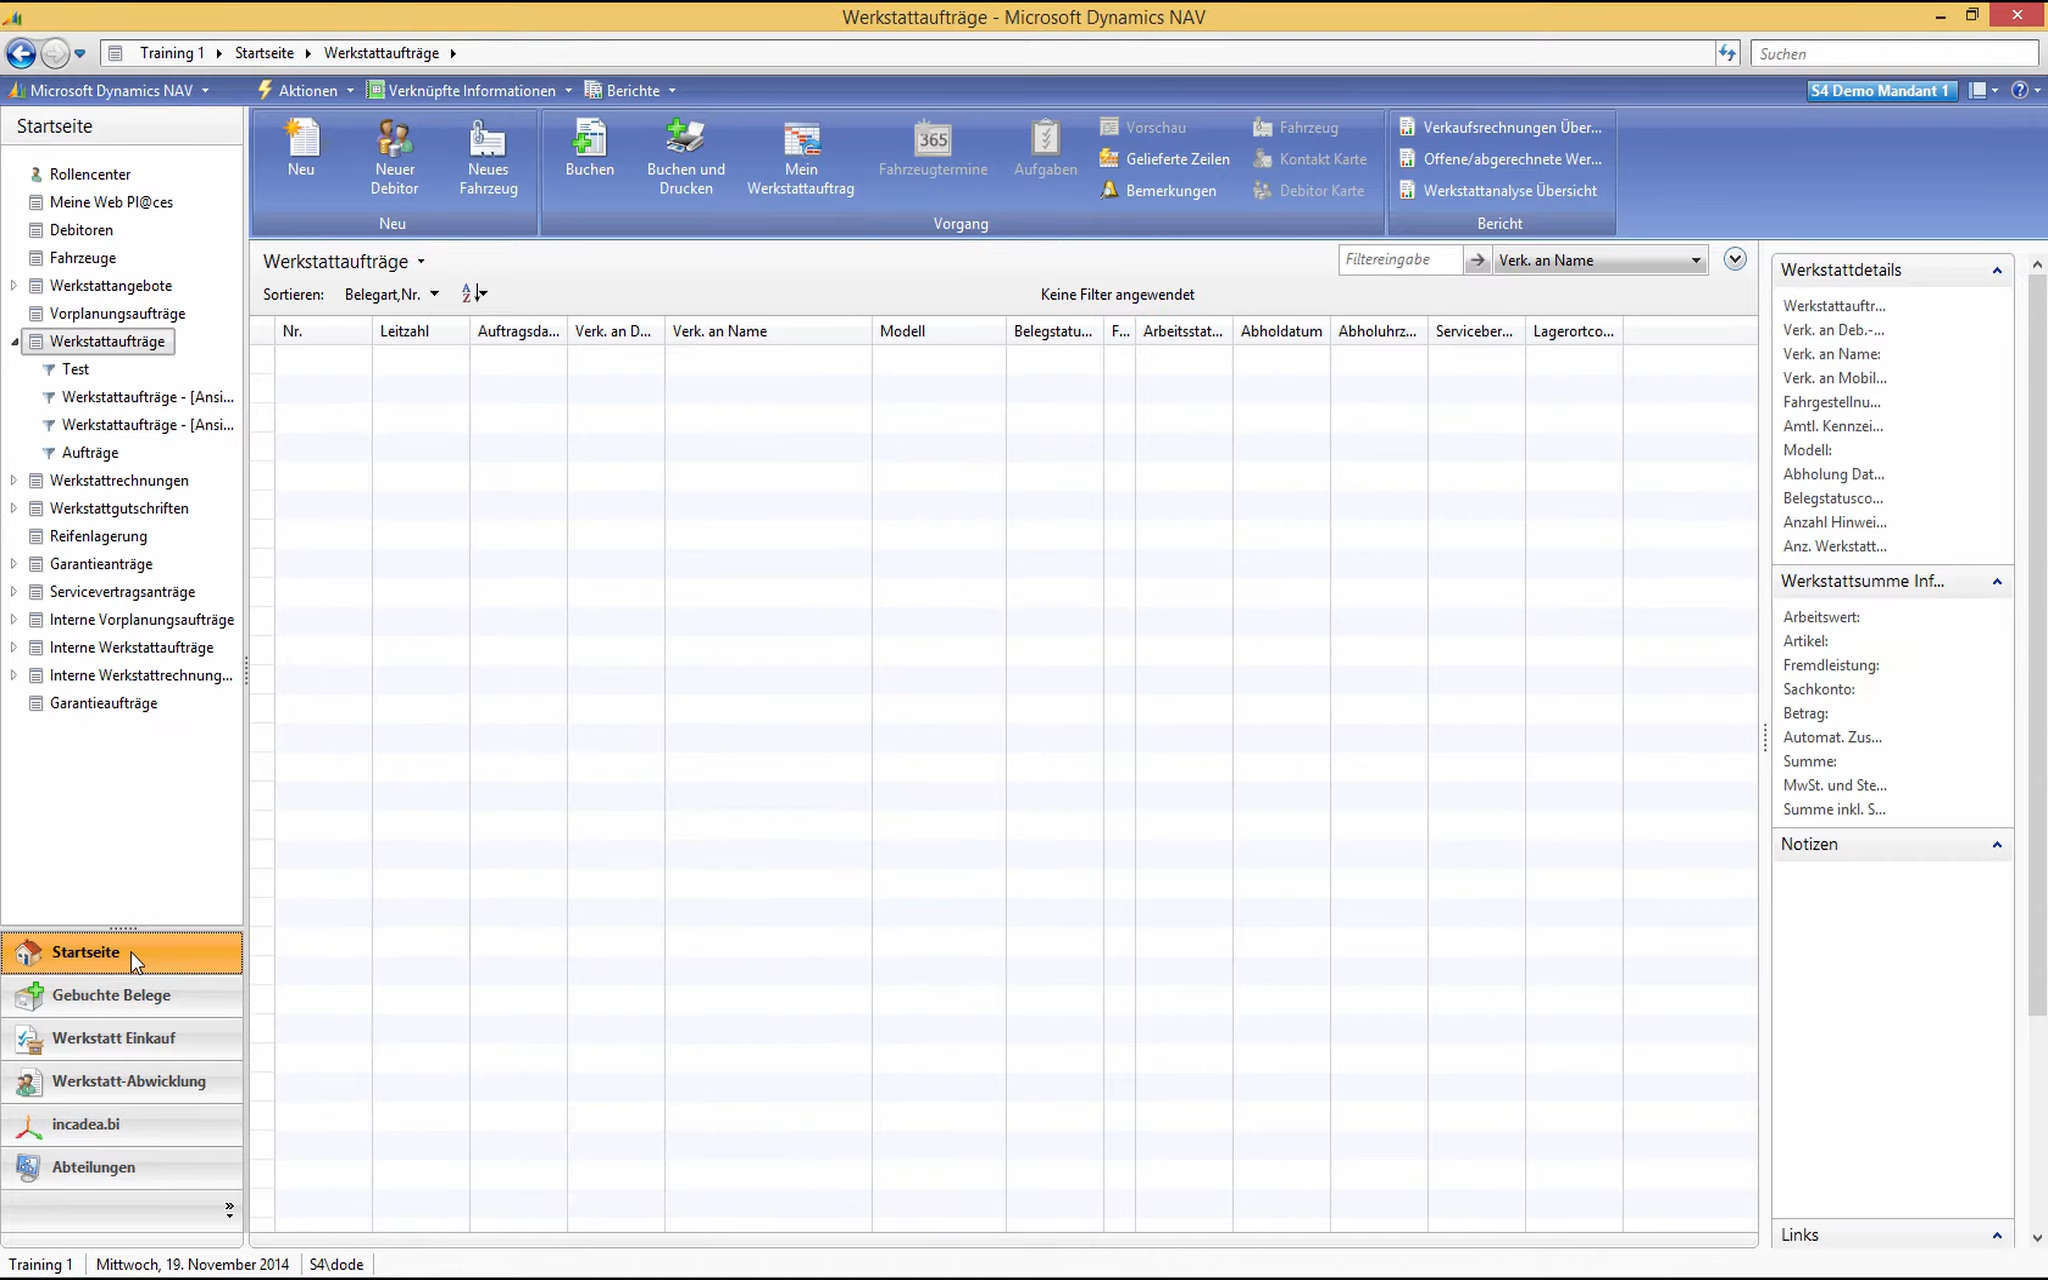 Werkstattaufträge - Microsoft Dynamics NAV
Training 1 Startseite Werkstattaufträge
Suchen
Microsoft Dynamics NAV
Aktionen Verknüpfte Informationen Berichte
S4 Demo Mandant 1
Startseite
Rollencenter
Meine Web Pl@ces
Debitoren
Fahrzeuge
Werkstattangebote
Vorplanungsaufträge
Werkstattaufträge
Test
Werkstattaufträge - [Ansi...
Werkstattaufträge - [Ansi...
Aufträge
Werkstattrechnungen
Werkstattgutschriften
Reifenlagerung
Garantieanträge
Servicevertragsanträge
Interne Vorplanungsaufträge
Interne Werkstattaufträge
Interne Werkstattrechnung...
Garantieaufträge
Startseite
Gebuchte Belege
Werkstatt Einkauf
Werkstatt-Abwicklung
incadea.bi
Abteilungen
Neu
Neuer
Debitor
Neues
Fahrzeug
Neu
Buchen
Buchen und
Drucken
Mein
Werkstattauftrag
365
Fahrzeugtermine
Aufgaben
Vorschau
Gelieferte Zeilen
Bemerkungen
Fahrzeug
Kontakt Karte
Debitor Karte
Vorgang
Verkaufsrechnungen Über...
Offene/abgerechnete Wer...
Werkstattanalyse Übersicht
Bericht
Werkstattaufträge
Filtereingabe
Verk. an Name
Sortieren: Belegart,Nr.
Keine Filter angewendet
Nr. Leitzahl Auftragsda... Verk. an D... Verk. an Name Modell Belegstatu... F... Arbeitsstat... Abholdatum Abholuhrz... Serviceber... Lagerortco...
Werkstattdetails
Werkstattauftr...
Verk. an Deb.-...
Verk. an Name:
Verk. an Mobil...
Fahrgestellnu...
Amtl. Kennzei...
Modell:
Abholung Dat...
Belegstatusco...
Anzahl Hinwei...
Anz. Werkstatt...
Werkstattsumme Inf...
Arbeitswert:
Artikel:
Fremdleistung:
Sachkonto:
Betrag:
Automat. Zus...
Summe:
MwSt. und Ste...
Summe inkl. S...
Notizen
Links
Training 1 Mittwoch, 19. November 2014 S4\dode